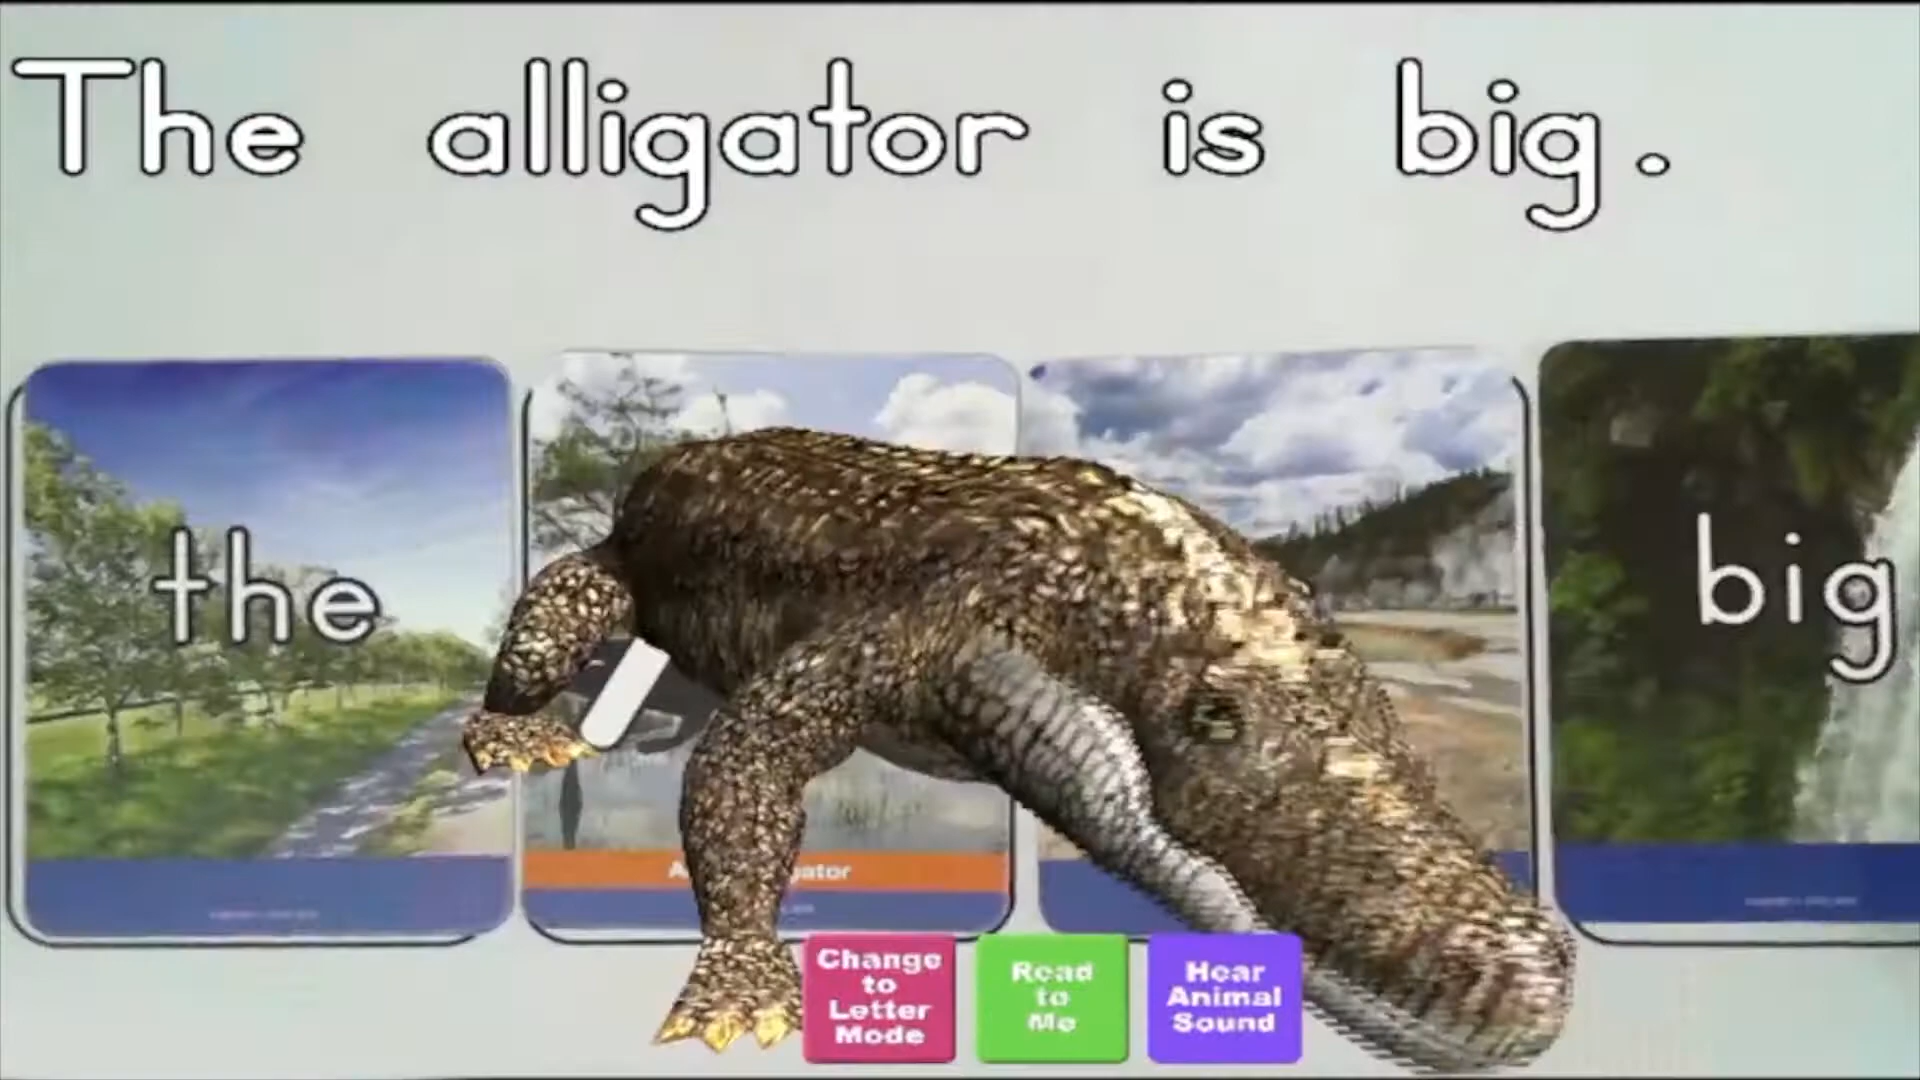 The alligator is big.
the
big
Change
to
Letter
Mode
Read
to
Me
Hear
Animal
Sound